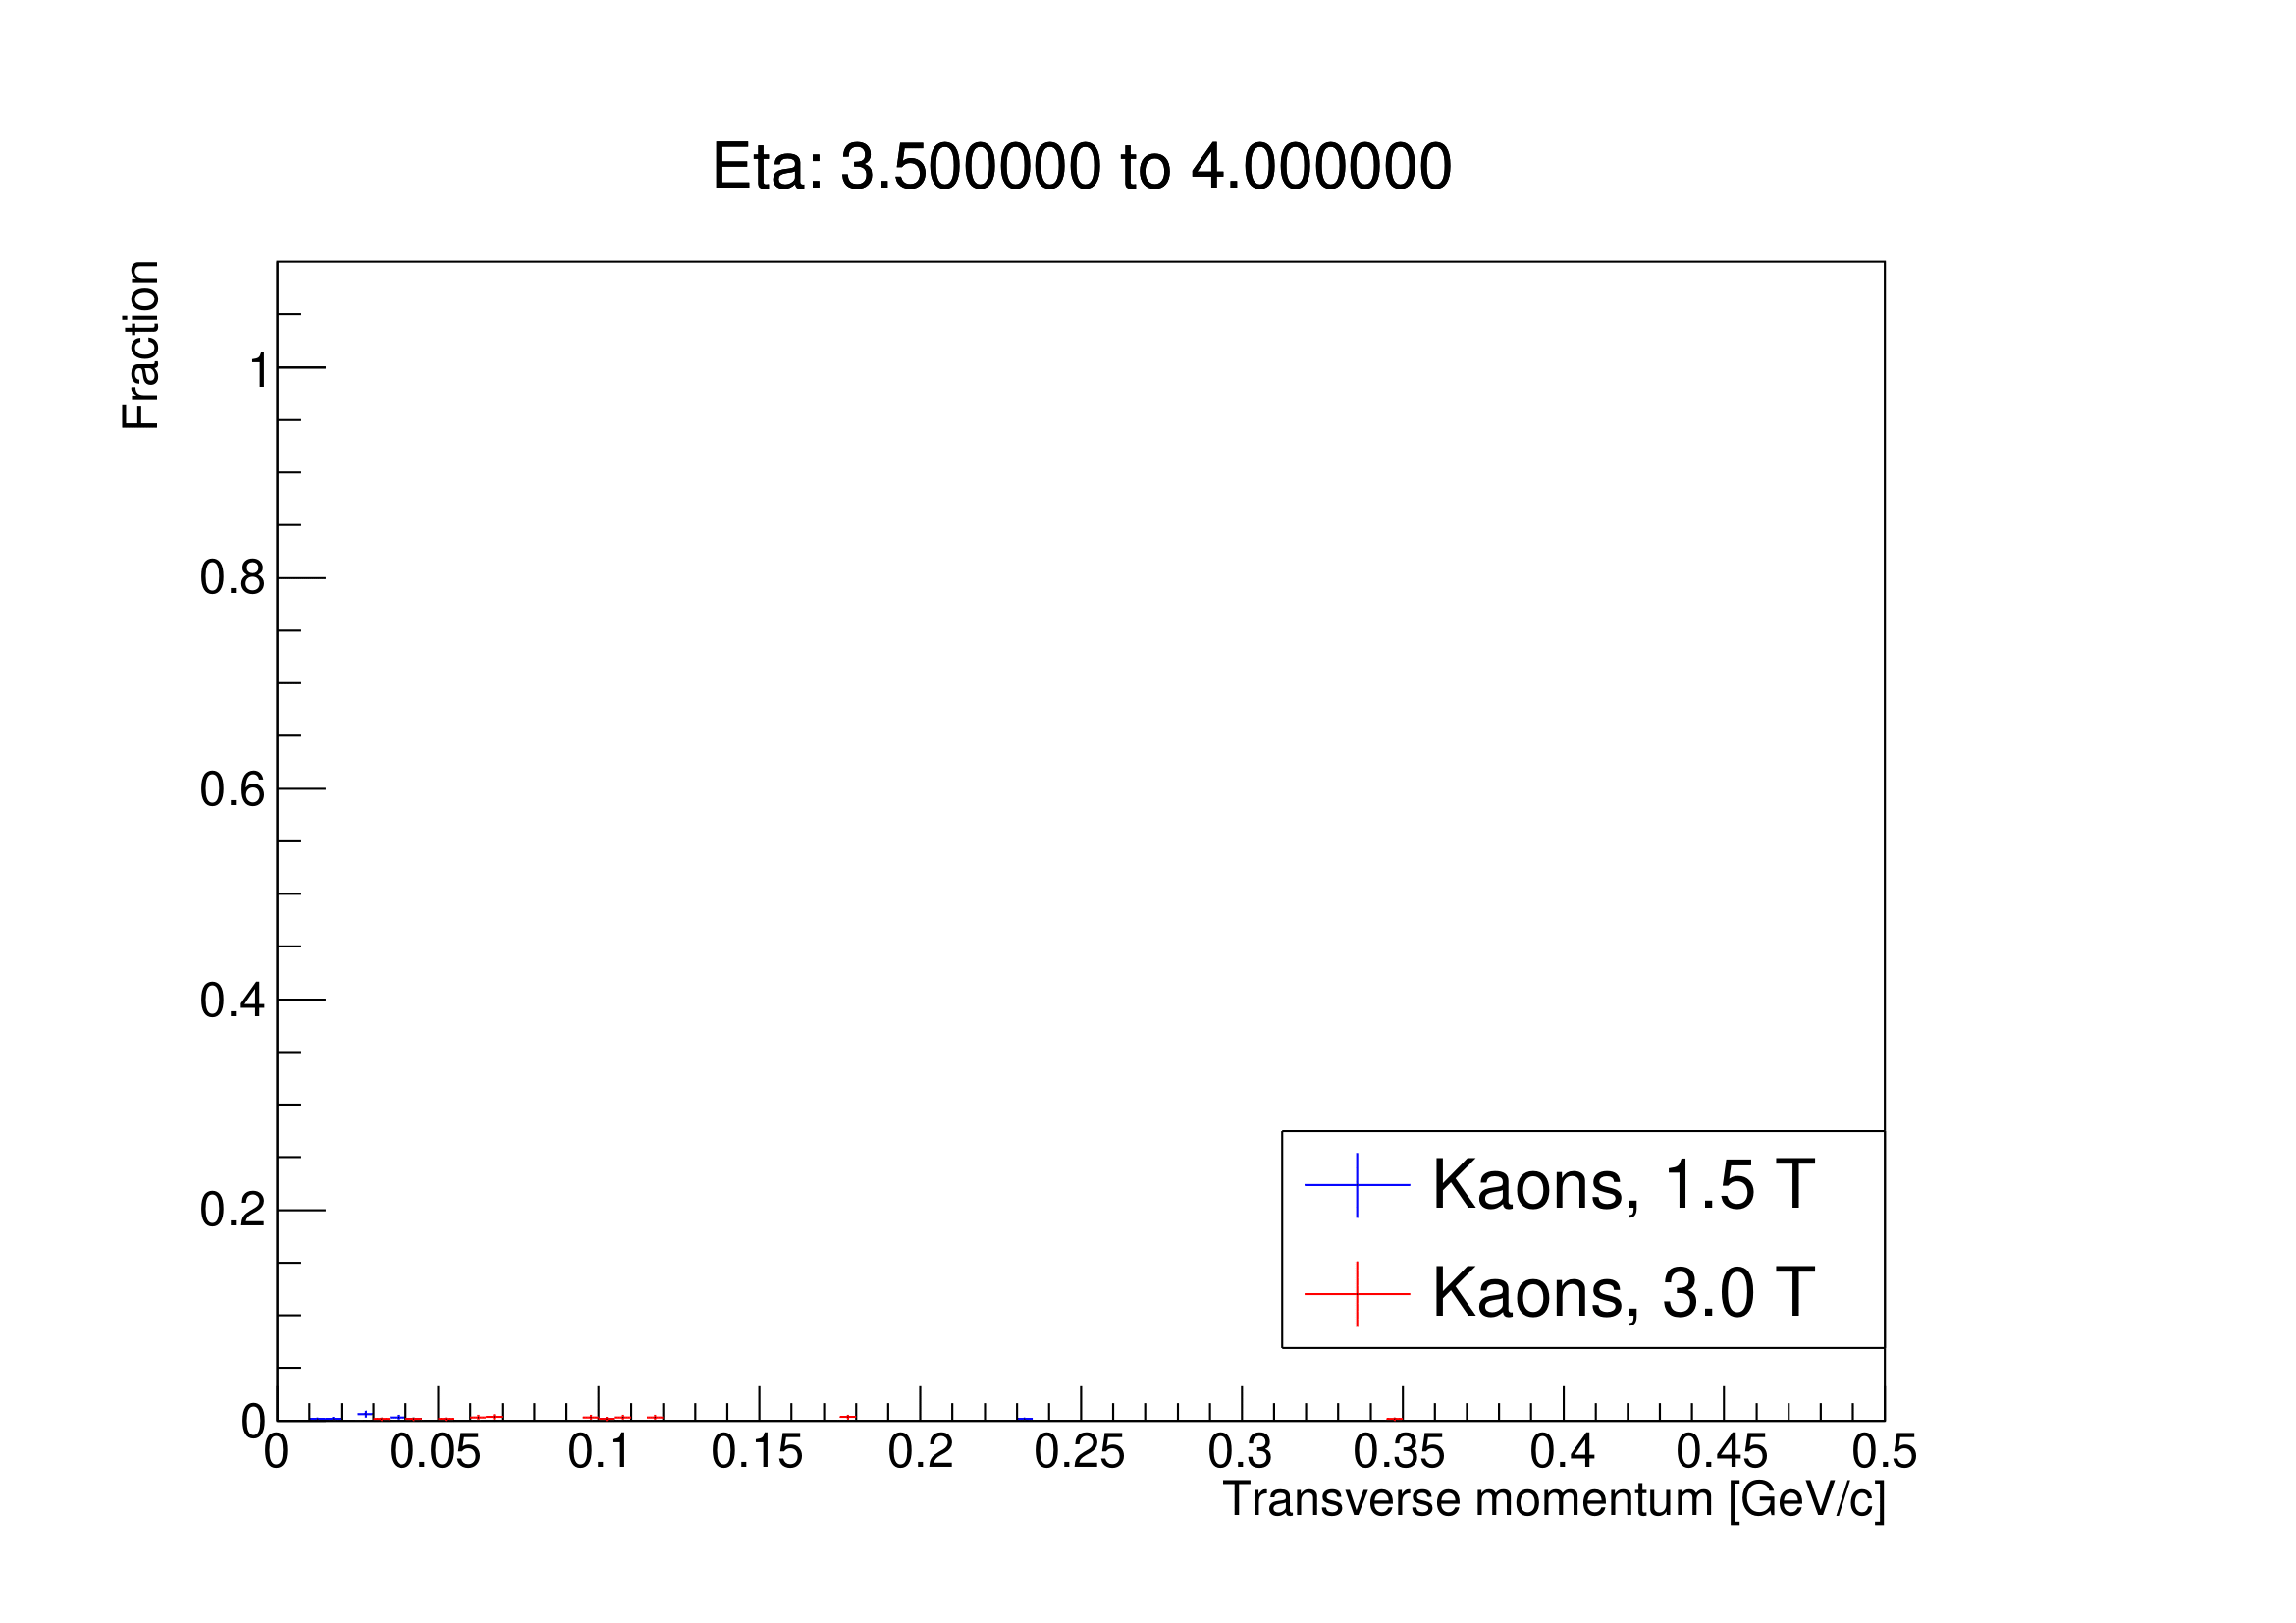 Eta: 3.500000 to 4.000000
Fraction
1
0.8
0.6
0.4
0.2
0
Kaons, 1.5 T
Kaons, 3.0 T
0 0.05 0.1 0.15 0.2 0.25 0.3 0.35 0.4 0.45 0.5
Transverse momentum [GeV/c]